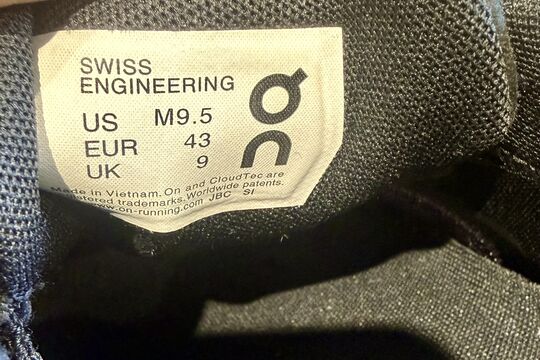 SWISS
ENGINEERING
US M9.5
EUR 43
UK 9
Made in Vietnam. On and CloudTec are
trademarks. Worldwide patents.
on-running.com JBC SI